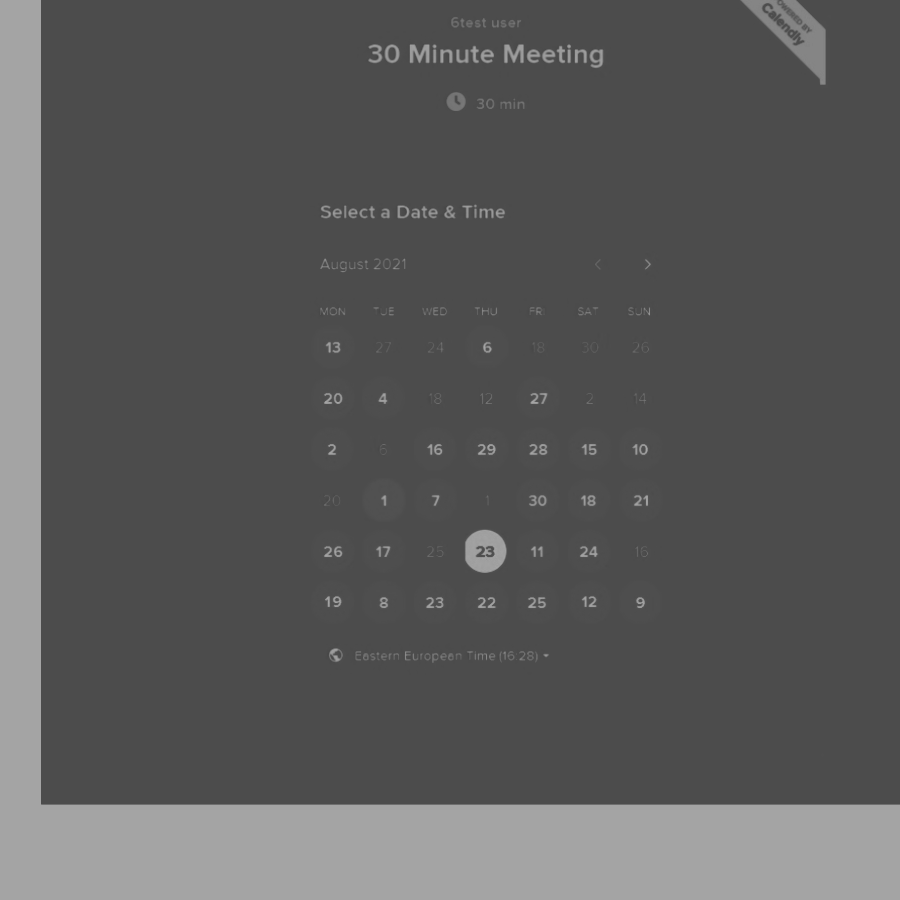 POWERED BY
Calendly
6test user
30 Minute Meeting
30 min
Select a Date & Time
August 2021
MON TUE WED THU FRI SAT SUN
13 27 24 6 18 30 26
20 4 18 12 27 2 14
2 16 29 28 15 10
20 1 7 1 30 18 21
26 17 25 23 11 24 16
19 8 23 22 25 12 9
Eastern European Time (16:28)